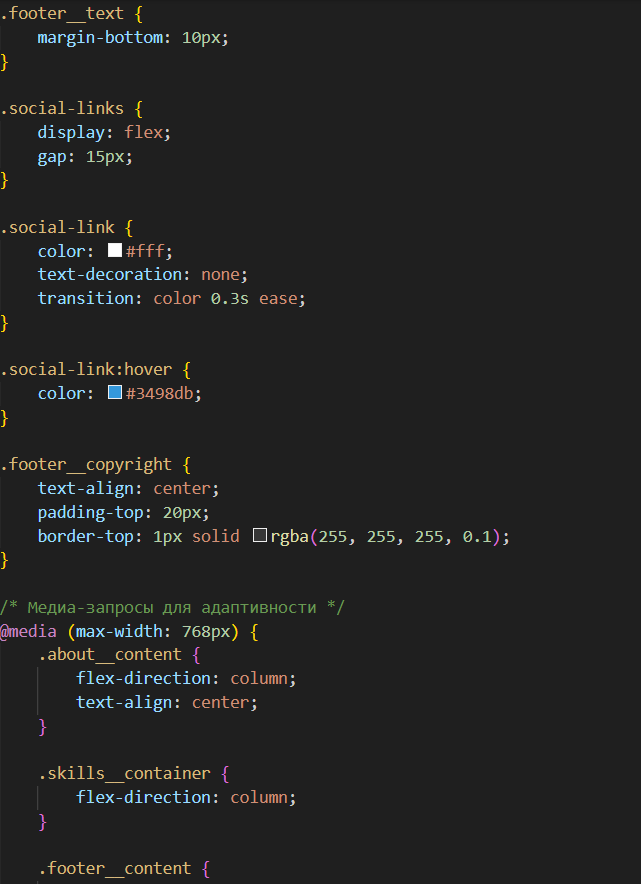 .footer__text {
    margin-bottom: 10px;
}

.social-links {
    display: flex;
    gap: 15px;
}

.social-link {
    color: #fff;
    text-decoration: none;
    transition: color 0.3s ease;
}

.social-link:hover {
    color: #3498db;
}

.footer__copyright {
    text-align: center;
    padding-top: 20px;
    border-top: 1px solid rgba(255, 255, 255, 0.1);
}

/* Медиа-запросы для адаптивности */
@media (max-width: 768px) {
    .about__content {
        flex-direction: column;
        text-align: center;
    }

    .skills__container {
        flex-direction: column;
    }

    .footer__content {